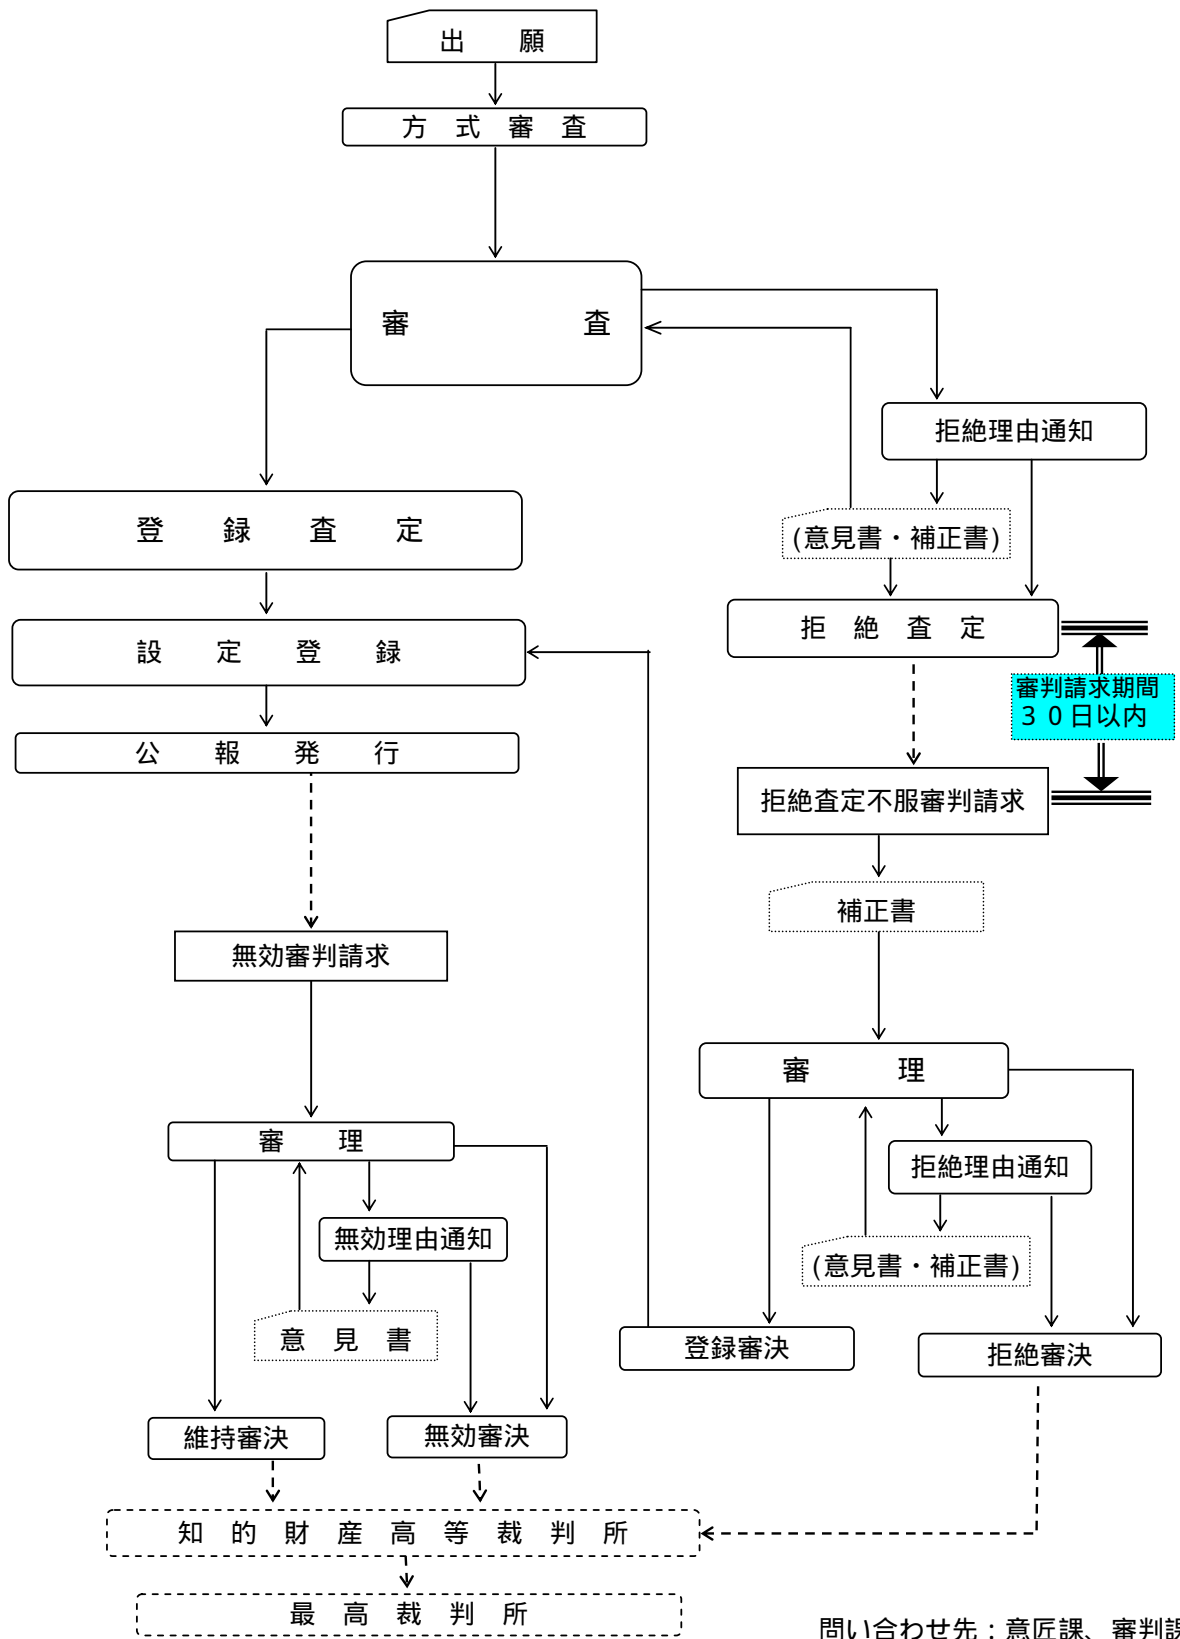 出　願
方　式　審　査
審　査
拒絶理由通知
登　録　査　定
(意見書・補正書)
拒　絶　査　定
設　定　登　録
審判請求期間
３０日以内
公　報　発　行
拒絶査定不服審判請求
補正書
無効審判請求
審　理
審　理
拒絶理由通知
無効理由通知
(意見書・補正書)
意　見　書
登録審決
拒絶審決
維持審決
無効審決
知　的　財　産　高　等　裁　判　所
最　高　裁　判　所
問い合わせ先：意匠課、審判課